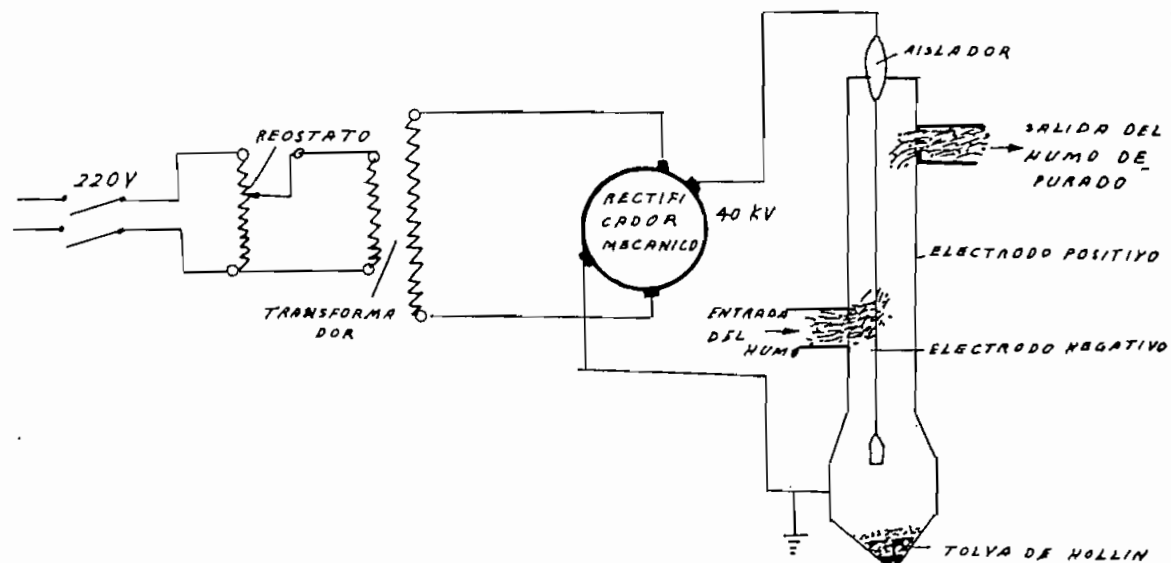 220V
REOSTATO
TRANSFORMA
DOR
RECTIFI
CADOR
MECANICO
40 KV
AISLADOR
SALIDA DEL
HUMO DE
PURADO
ELECTRODO POSITIVO
ENTRADA
DEL
HUMO
ELECTRODO NEGATIVO
TOLVA DE HOLLIN